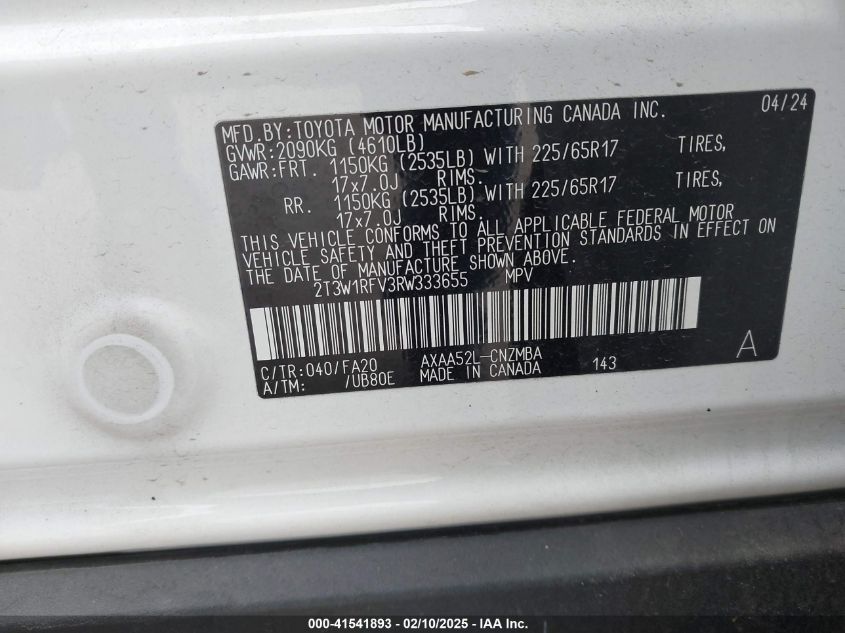 MFD.BY:TOYOTA MOTOR MANUFACTURING CANADA INC. 04/24
GVWR:2090KG (4610LB)
GAWR:FRT. 1150KG (2535LB) WITH 225/65R17 TIRES,
17x7.0J RIMS.
RR. 1150KG (2535LB) WITH 225/65R17 TIRES,
17x7.0J RIMS.
THIS VEHICLE CONFORMS TO ALL APPLICABLE FEDERAL MOTOR
VEHICLE SAFETY AND THEFT PREVENTION STANDARDS IN EFFECT ON
THE DATE OF MANUFACTURE SHOWN ABOVE.
2T3W1RFV3RW333655 MPV
C/TR:040/FA20 AXAA52L-CNZMBA 143 A
A/TM: /UB80E MADE IN CANADA
000-41541893 - 02/10/2025 - IAA Inc.